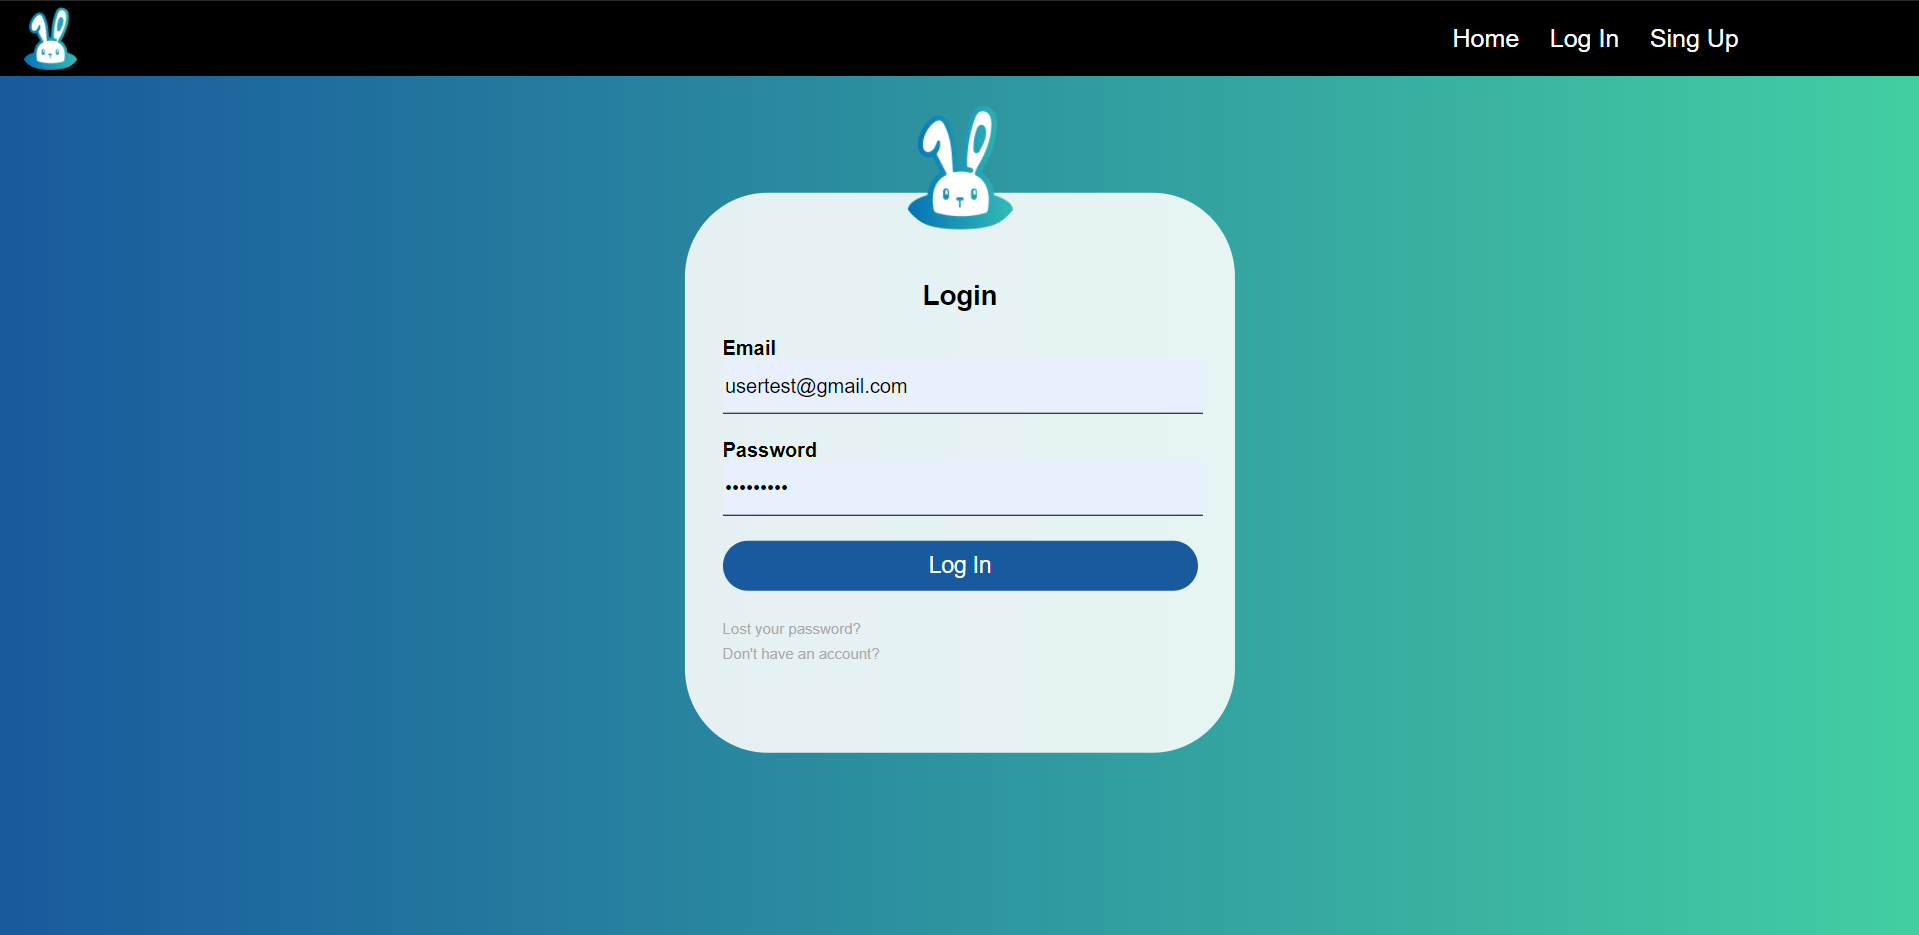 Home Log In Sing Up
Login
Email
usertest@gmail.com
Password
•••••••••
Log In
Lost your password?
Don't have an account?